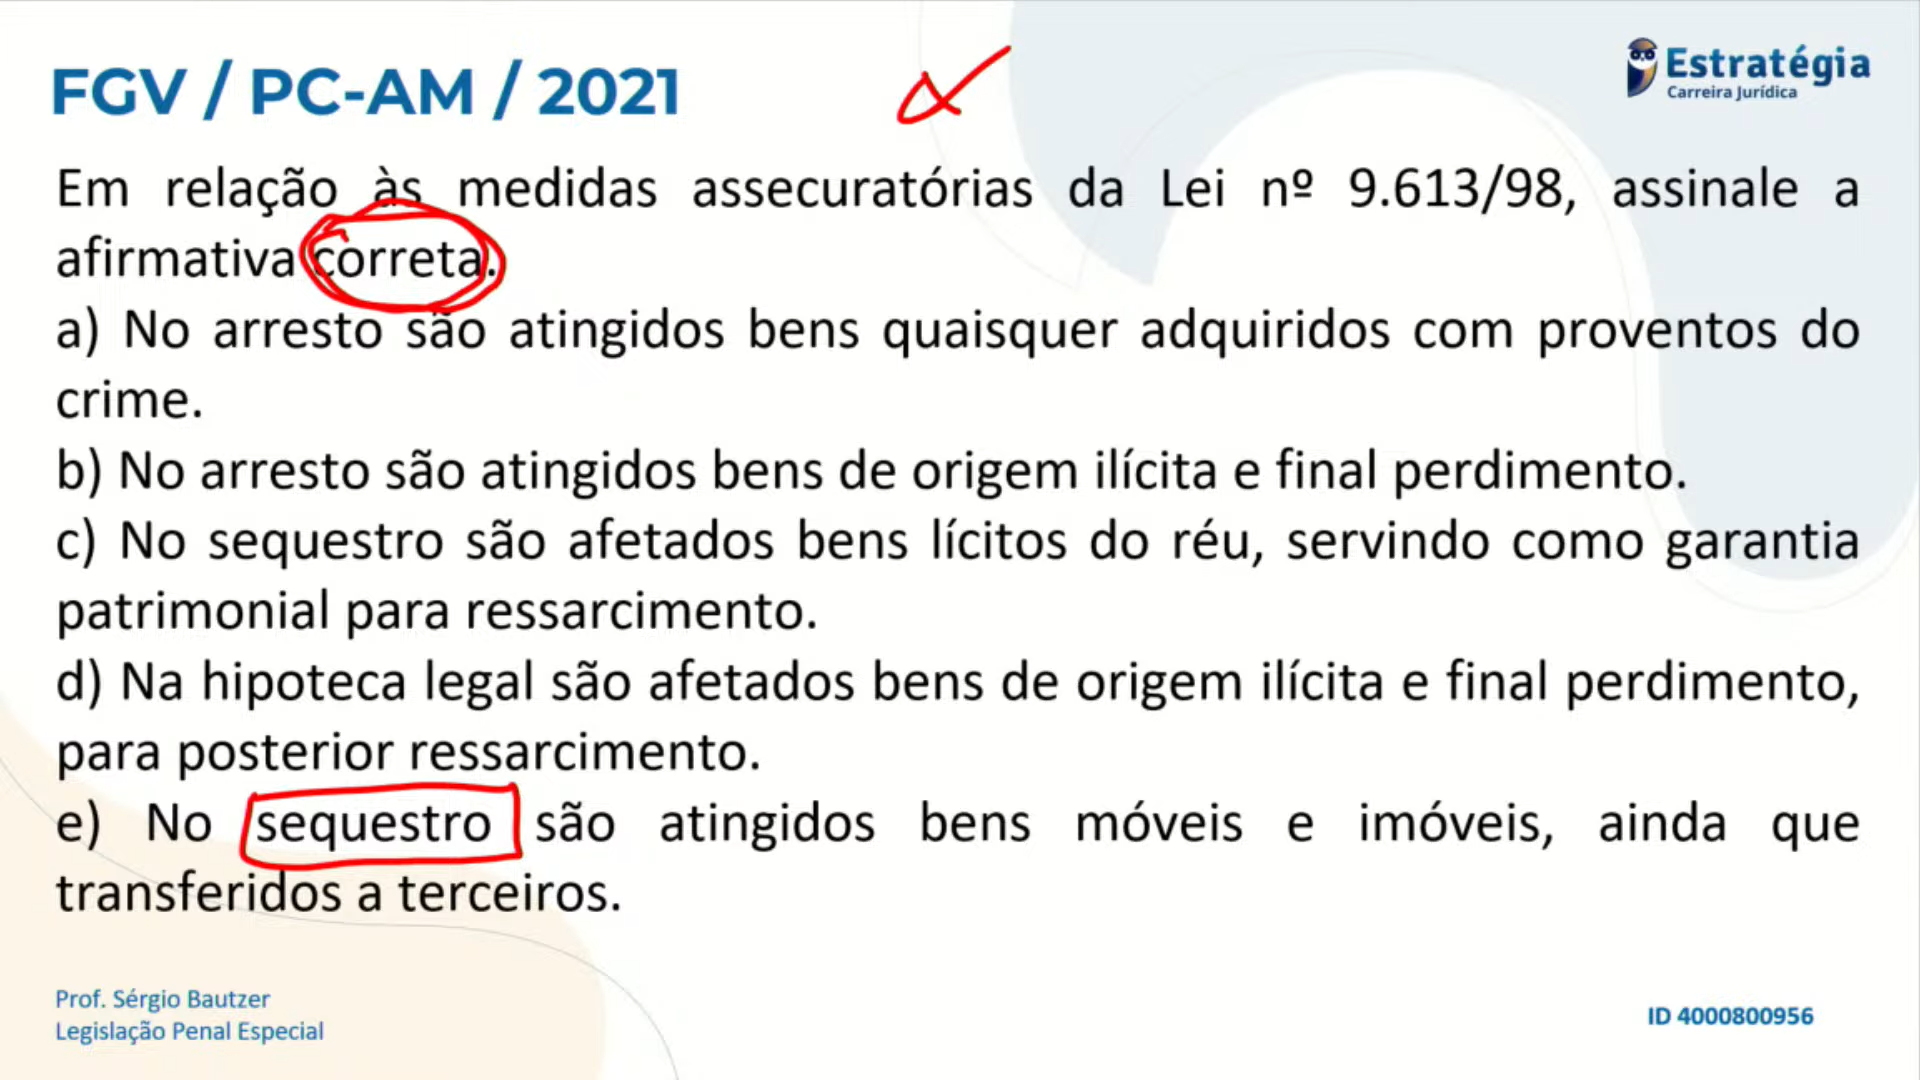 FGV / PC-AM / 2021
Estratégia
Carreira Jurídica
Em relação às medidas assecuratórias da Lei nº 9.613/98, assinale a
afirmativa correta.
a) No arresto são atingidos bens quaisquer adquiridos com proventos do
crime.
b) No arresto são atingidos bens de origem ilícita e final perdimento.
c) No sequestro são afetados bens lícitos do réu, servindo como garantia
patrimonial para ressarcimento.
d) Na hipoteca legal são afetados bens de origem ilícita e final perdimento,
para posterior ressarcimento.
e) No sequestro são atingidos bens móveis e imóveis, ainda que
transferidos a terceiros.
Prof. Sérgio Bautzer
Legislação Penal Especial
ID 4000800956